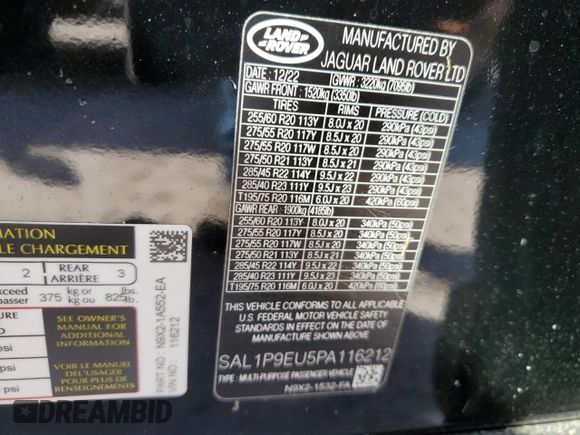 LAND
ROVER
MANUFACTURED BY
JAGUAR LAND ROVER LTD
DATE : 12/22 GVWR : 3220kg (7095lb)
GAWR FRONT : 1520kg (3350lb)
TIRES RIMS PRESSURE (COLD)
255/60 R20 113Y 8.0J x 20 290kPa (43psi)
275/55 R20 117Y 8.5J x 20 290kPa (43psi)
275/55 R20 117W 8.5J x 20 290kPa (43psi)
275/50 R21 113Y 8.5J x 21 290kPa (43psi)
285/45 R22 114Y 9.5J x 22 290kPa (43psi)
285/40 R23 111Y 9.5J x 23 290kPa (43psi)
T195/75 R20 116M 6.0J x 20 420kPa (60psi)
GAWR REAR : 1900kg (4185lb)
255/60 R20 113Y 8.0J x 20 340kPa (50psi)
275/55 R20 117Y 8.5J x 20 340kPa (50psi)
275/55 R20 117W 8.5J x 20 340kPa (50psi)
275/50 R21 113Y 8.5J x 21 340kPa (50psi)
285/45 R22 114Y 9.5J x 22 340kPa (50psi)
285/40 R23 111Y 9.5J x 23 340kPa (50psi)
T195/75 R20 116M 6.0J x 20 420kPa (60psi)
THIS VEHICLE CONFORMS TO ALL APPLICABLE
U.S. FEDERAL MOTOR VEHICLE SAFETY
STANDARDS IN EFFECT ON THE DATE OF
MANUFACTURE SHOWN ABOVE
SAL1P9EU5PA116212
TYPE : MULTI-PURPOSE PASSENGER VEHICLE
N9X2-1532-FA
MATION
LE CHARGEMENT
2 REAR ARRIÈRE 3
xceed 375 kg or 825 lb.
passer kg ou lb.
SEE OWNER'S
MANUAL FOR
ADDITIONAL
INFORMATION
VOIR LE MANUEL
DE L'USAGER
POUR PLUS DE
RENSEIGNEMENTS
psi
psi
PART NO : N9X2-1A552-EA
VIN NO : 116212
DREAMBID